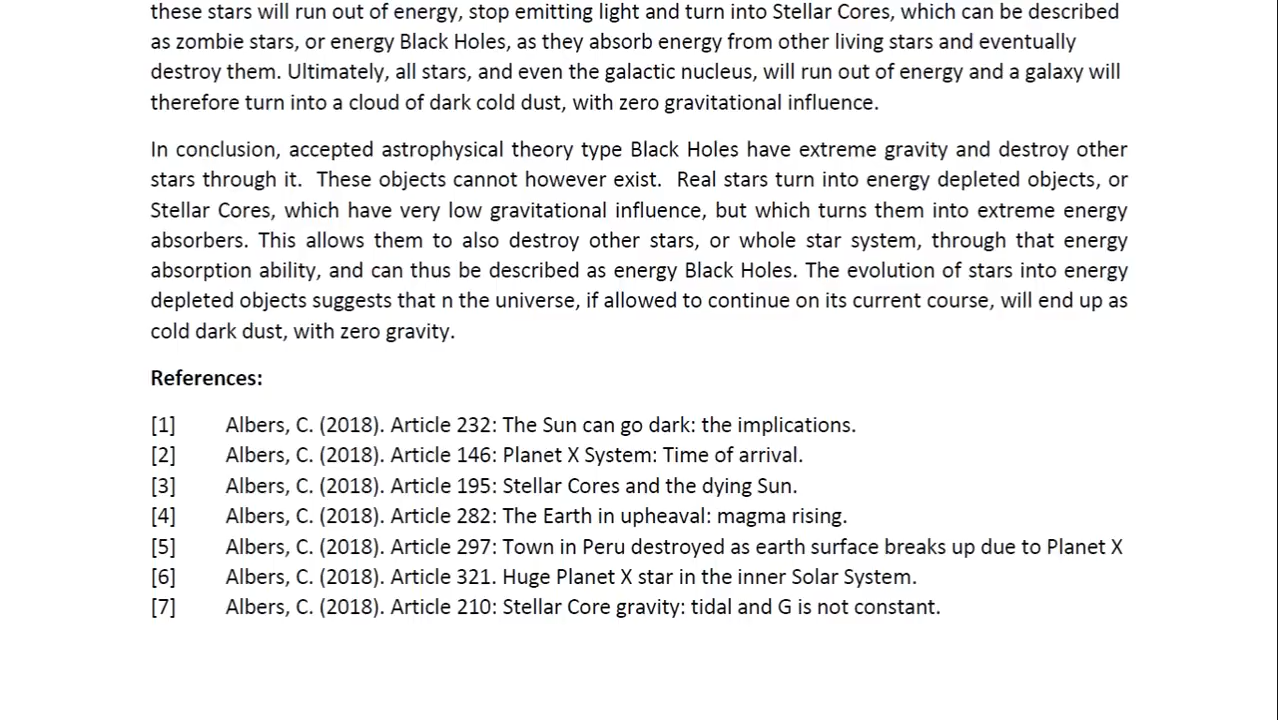 these stars will run out of energy, stop emitting light and turn into Stellar Cores, which can be described
as zombie stars, or energy Black Holes, as they absorb energy from other living stars and eventually
destroy them. Ultimately, all stars, and even the galactic nucleus, will run out of energy and a galaxy will
therefore turn into a cloud of dark cold dust, with zero gravitational influence.
In conclusion, accepted astrophysical theory type Black Holes have extreme gravity and destroy other
stars through it.  These objects cannot however exist.  Real stars turn into energy depleted objects, or
Stellar Cores, which have very low gravitational influence, but which turns them into extreme energy
absorbers. This allows them to also destroy other stars, or whole star system, through that energy
absorption ability, and can thus be described as energy Black Holes. The evolution of stars into energy
depleted objects suggests that n the universe, if allowed to continue on its current course, will end up as
cold dark dust, with zero gravity.
References:
[1] Albers, C. (2018). Article 232: The Sun can go dark: the implications.
[2] Albers, C. (2018). Article 146: Planet X System: Time of arrival.
[3] Albers, C. (2018). Article 195: Stellar Cores and the dying Sun.
[4] Albers, C. (2018). Article 282: The Earth in upheaval: magma rising.
[5] Albers, C. (2018). Article 297: Town in Peru destroyed as earth surface breaks up due to Planet X
[6] Albers, C. (2018). Article 321. Huge Planet X star in the inner Solar System.
[7] Albers, C. (2018). Article 210: Stellar Core gravity: tidal and G is not constant.